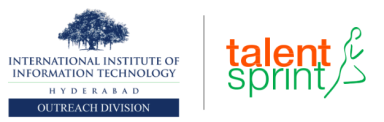 INTERNATIONAL INSTITUTE OF
INFORMATION TECHNOLOGY
HYDERABAD
OUTREACH DIVISION
talent
sprint